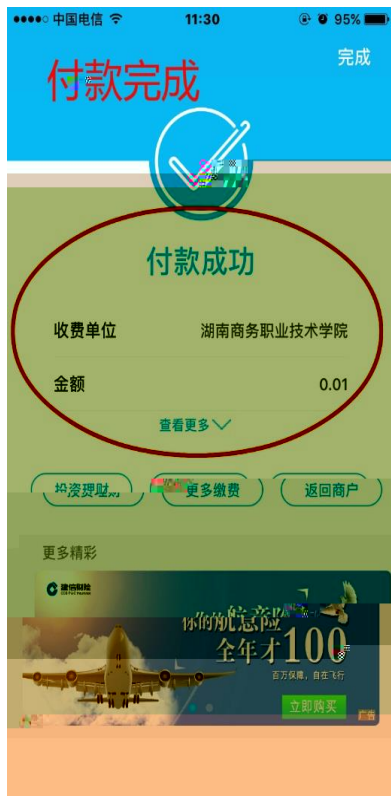 中国电信 11:30 95%
付款完成 完成
付款成功
收费单位 湖南商务职业技术学院
金额 0.01
查看更多
投资理财 更多缴费 返回商户
更多精彩
建信财险
你的航意险
全年才100
百万保障，自在飞行
立即购买
广告